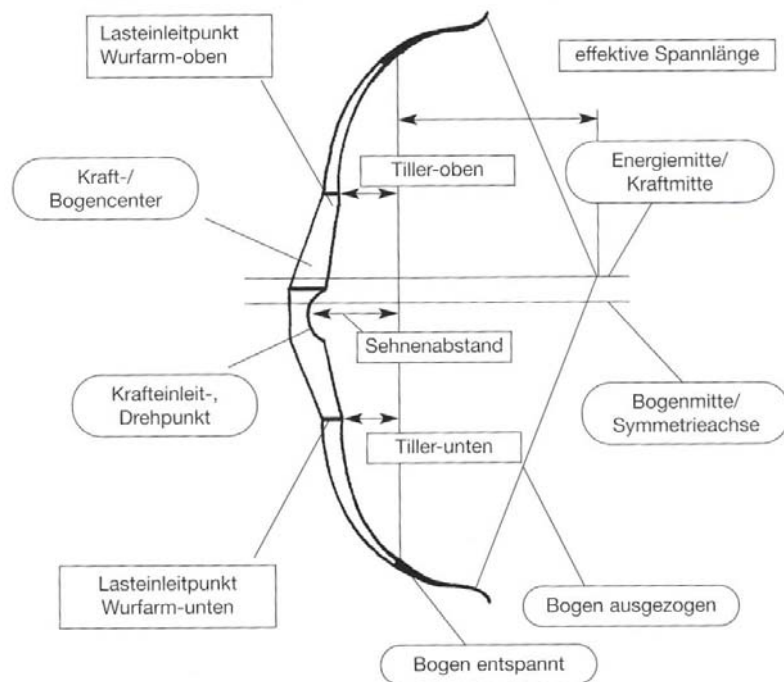 Lasteinleitpunkt
Wurfarm-oben
effektive Spannlänge
Kraft-/
Bogencenter
Tiller-oben
Energiemitte/
Kraftmitte
Sehnenabstand
Krafteinleit-,
Drehpunkt
Bogenmitte/
Symmetrieachse
Tiller-unten
Lasteinleitpunkt
Wurfarm-unten
Bogen ausgezogen
Bogen entspannt